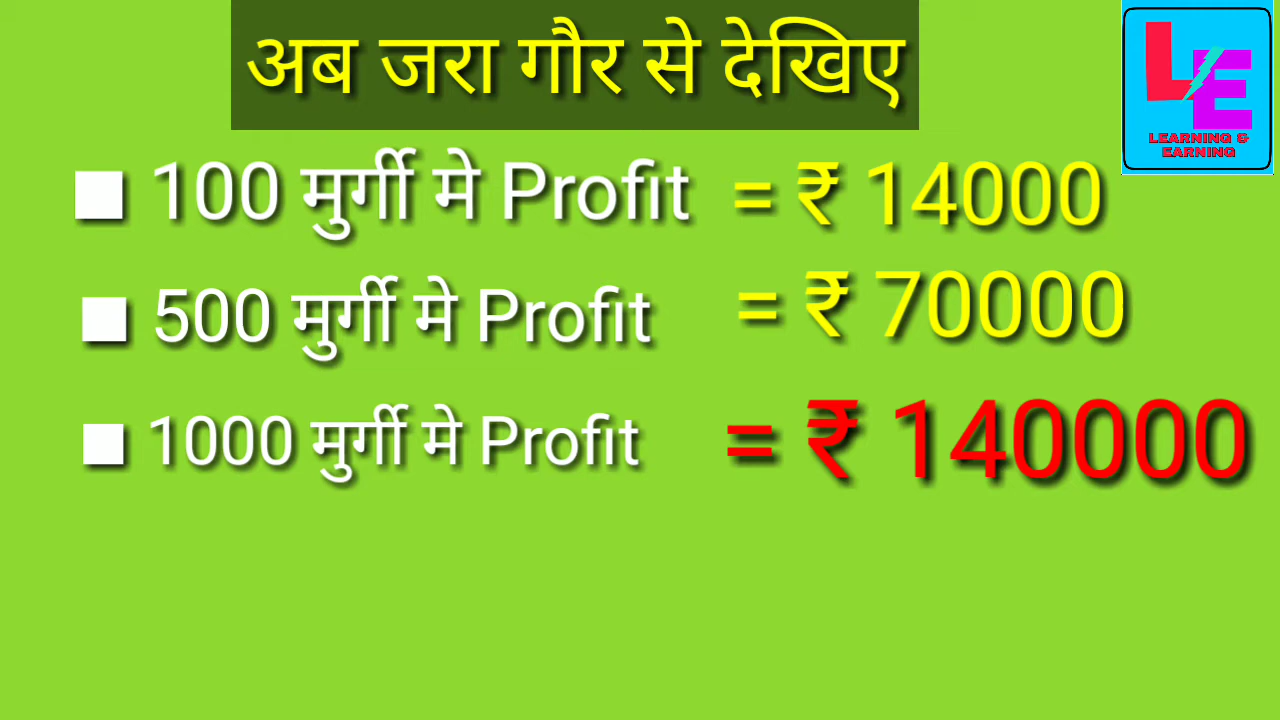 अब जरा गौर से देखिए
LE
LEARNING &
EARNING
■ 100 मुर्गी मे Profit = ₹ 14000
■ 500 मुर्गी मे Profit = ₹ 70000
■ 1000 मुर्गी मे Profit = ₹ 140000